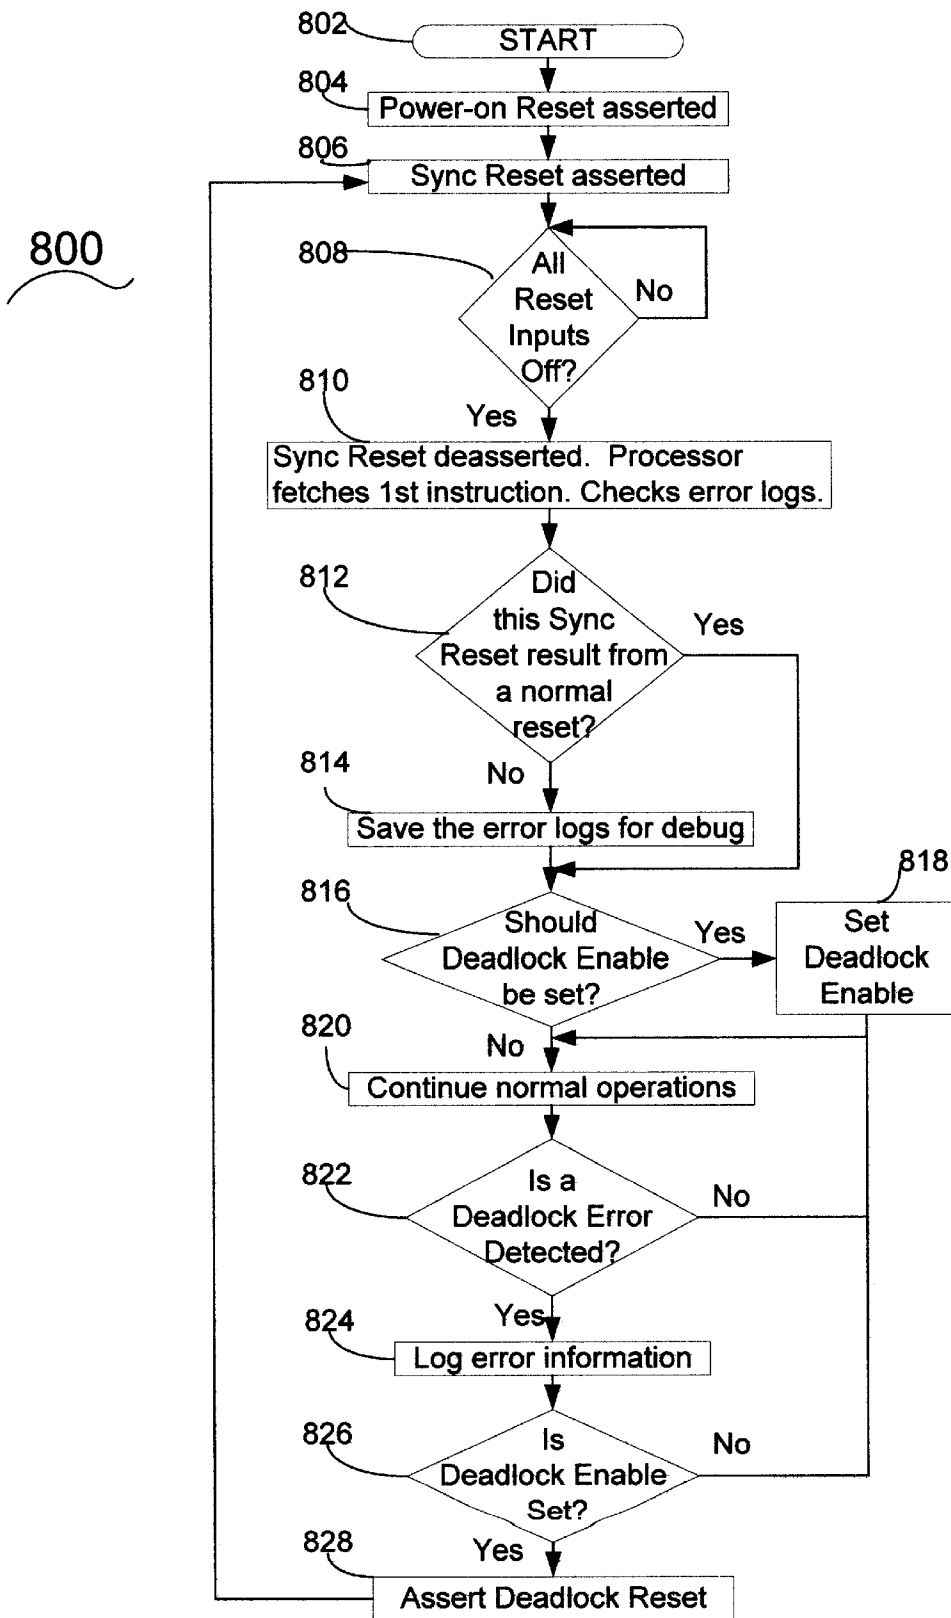 802
START
804
Power-on Reset asserted
806
Sync Reset asserted
800
808
All
Reset
Inputs
Off?
No
810
Yes
Sync Reset deasserted. Processor
fetches 1st instruction. Checks error logs.
812
Did
this Sync
Reset result from
a normal
reset?
Yes
814
No
Save the error logs for debug
816
Should
Deadlock Enable
be set?
Yes
818
Set
Deadlock
Enable
820
No
Continue normal operations
822
Is a
Deadlock Error
Detected?
No
824
Yes
Log error information
826
Is
Deadlock Enable
Set?
No
828
Yes
Assert Deadlock Reset